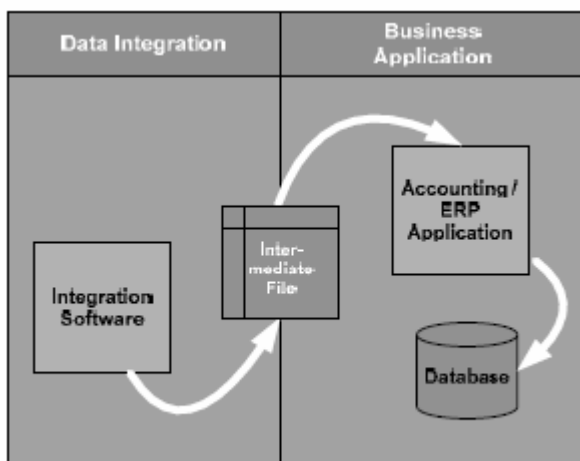 Data Integration
Business
Application
Accounting /
ERP
Application
Inter-
mediate-
File
Integration
Software
Database